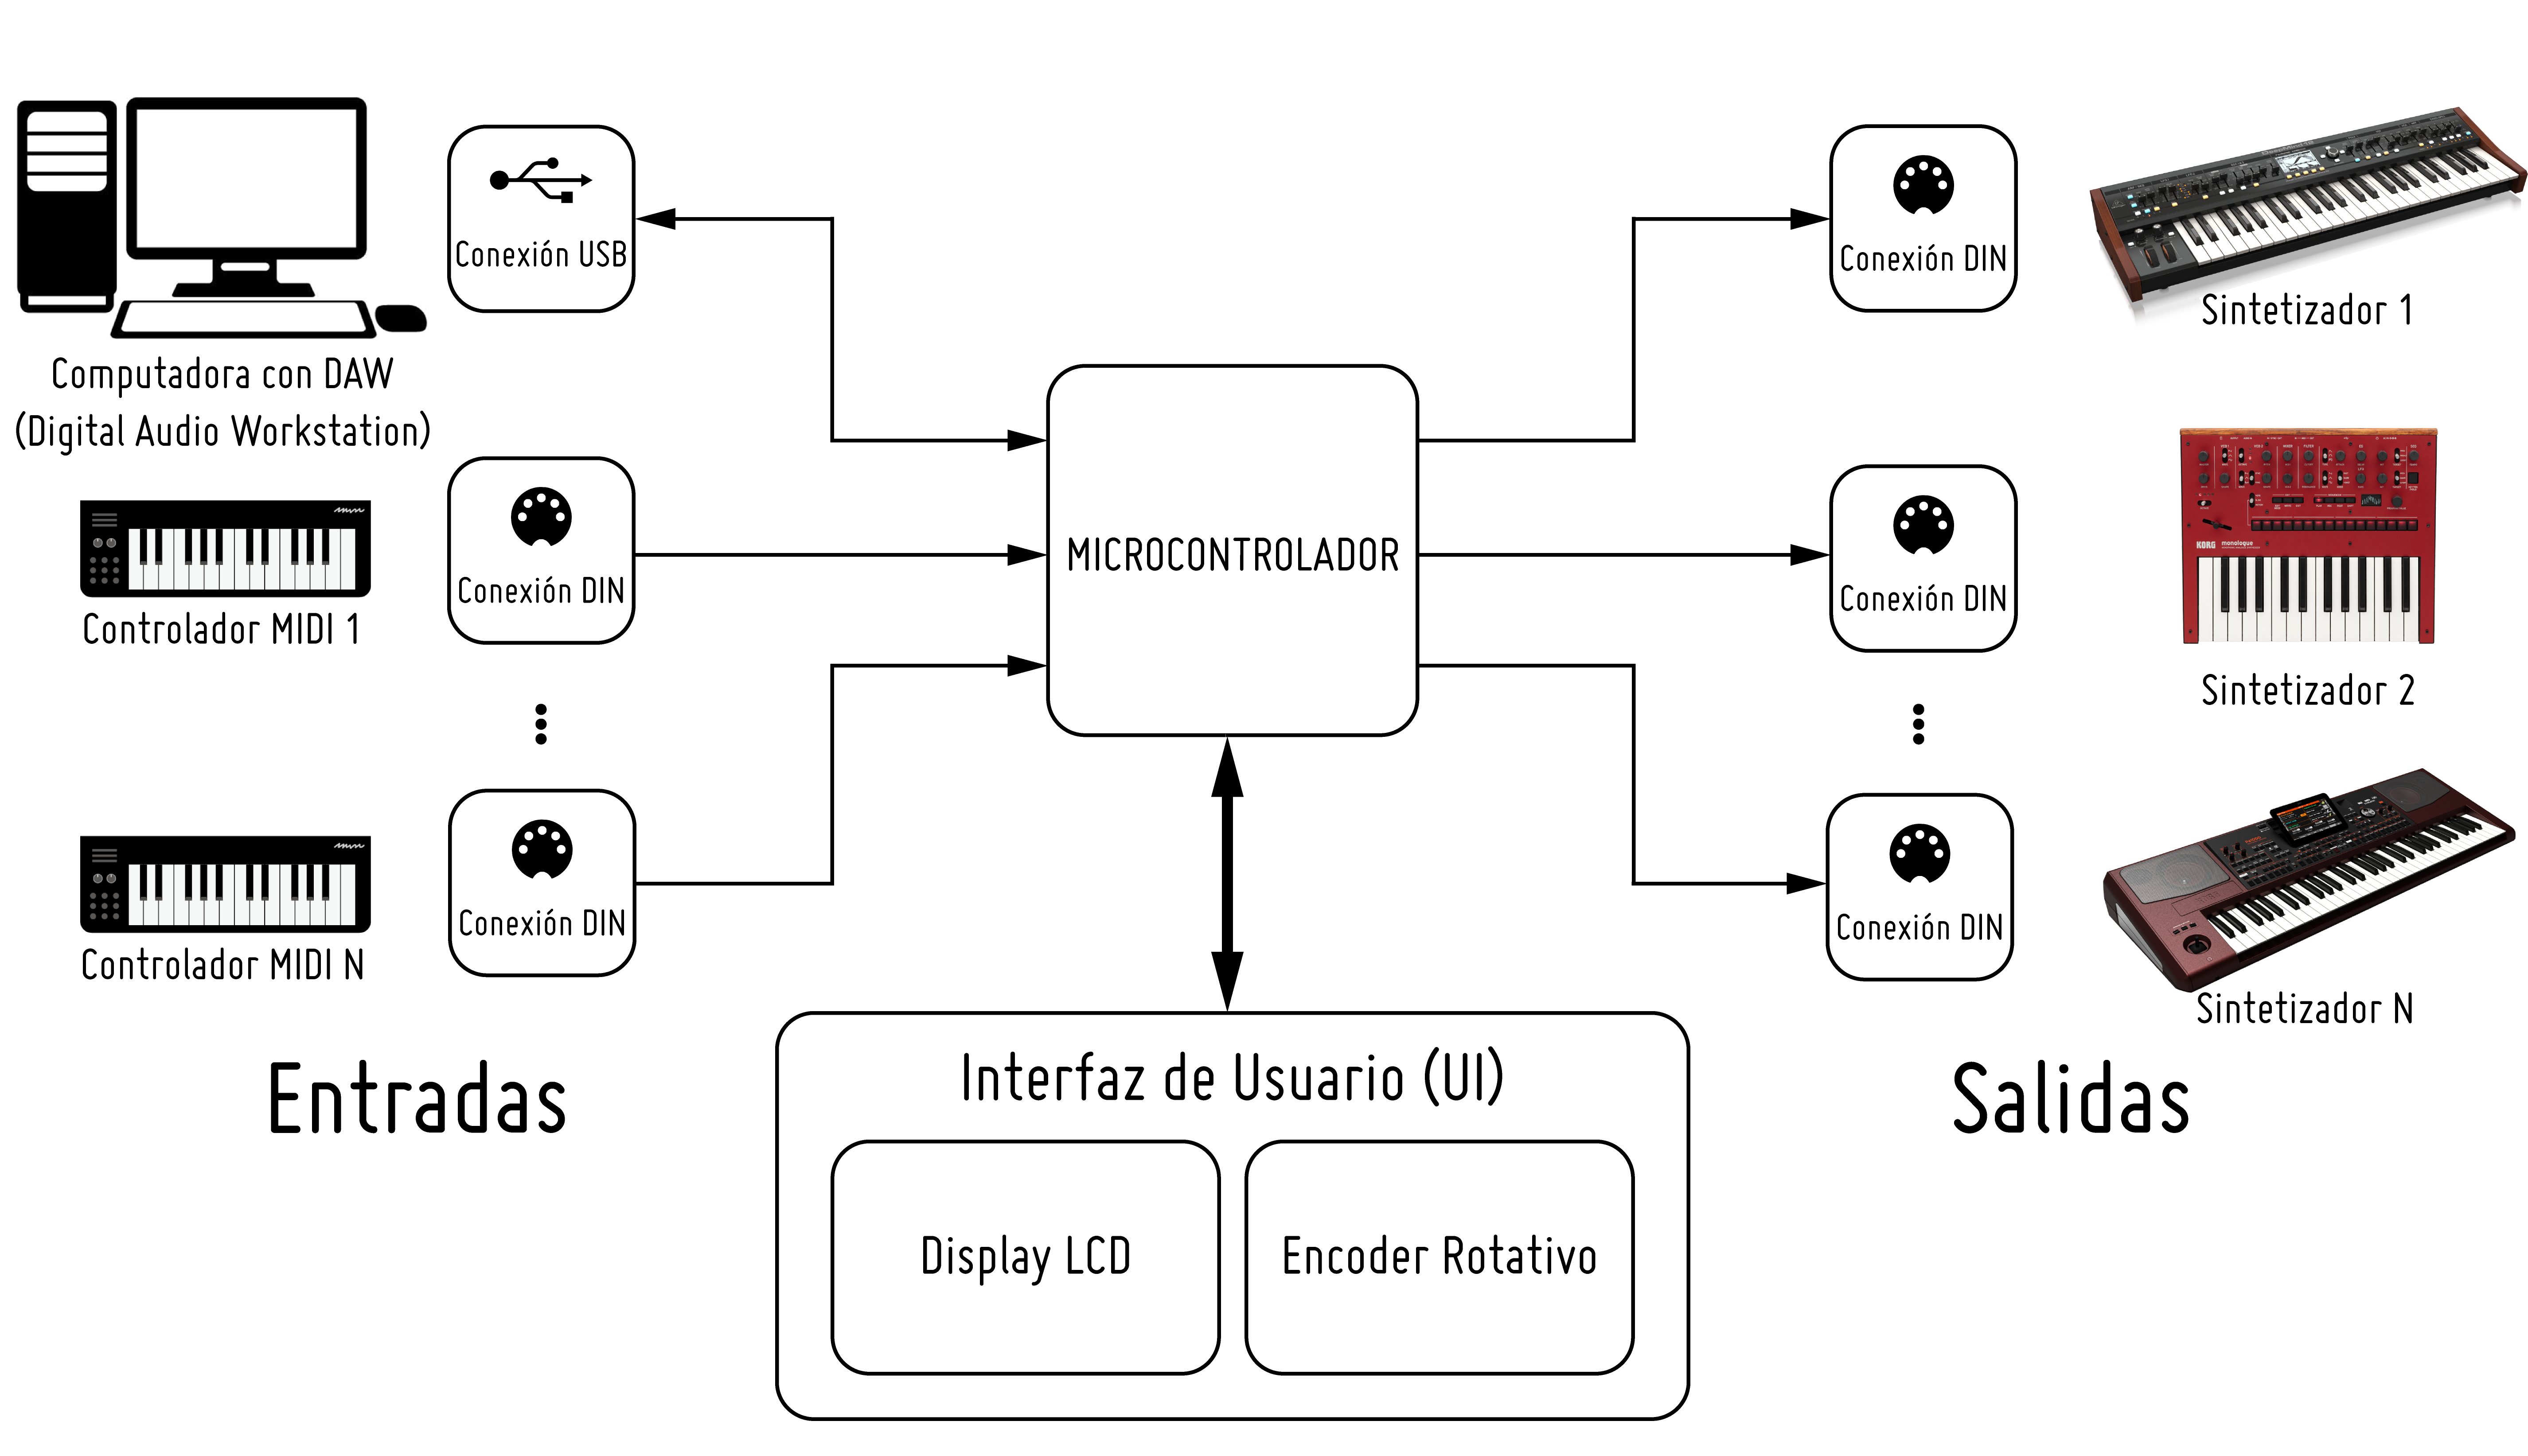 Conexión USB
Conexión DIN
Sintetizador 1
Computadora con DAW
(Digital Audio Workstation)
Conexión DIN
Controlador MIDI 1
MICROCONTROLADOR
Conexión DIN
KORG monologue
Sintetizador 2
Conexión DIN
Controlador MIDI N
Conexión DIN
Sintetizador N
Entradas
Interfaz de Usuario (UI)
Salidas
Display LCD
Encoder Rotativo